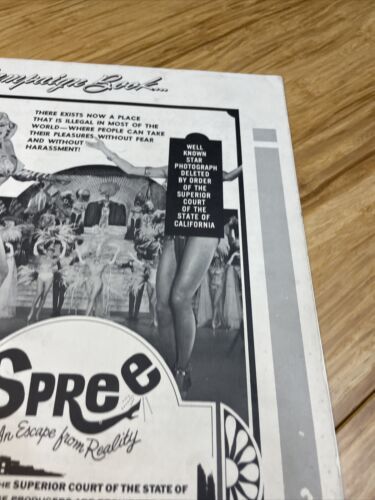 Campaign Book...
THERE EXISTS NOW A PLACE
THAT IS ILLEGAL IN MOST OF THE
WORLD—WHERE PEOPLE CAN TAKE
THEIR PLEASURES WITHOUT FEAR
AND WITHOUT
HARASSMENT!
WELL
KNOWN
STAR
PHOTOGRAPH
DELETED
BY ORDER
OF THE
SUPERIOR
COURT
OF THE
STATE OF
CALIFORNIA
SPREE
An Escape from Reality
THE SUPERIOR COURT OF THE STATE OF